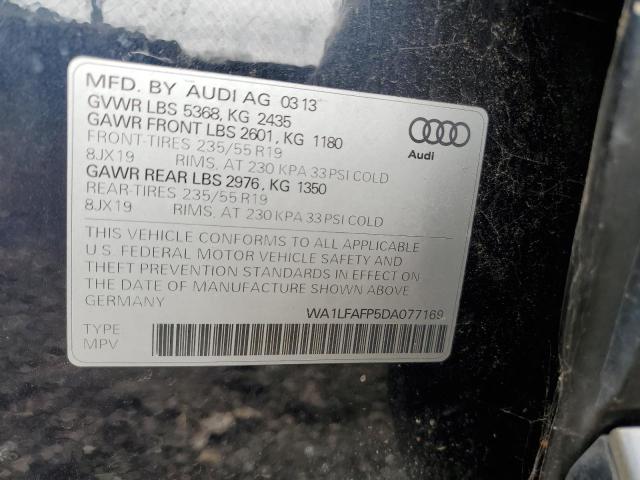 MFD. BY AUDI AG 03 13
GVWR LBS 5368, KG 2435
GAWR FRONT LBS 2601, KG 1180
FRONT-TIRES 235/55 R19
8JX19 RIMS, AT 230 KPA 33 PSI COLD
GAWR REAR LBS 2976, KG 1350
REAR-TIRES 235/55 R19
8JX19 RIMS, AT 230 KPA 33 PSI COLD
Audi
THIS VEHICLE CONFORMS TO ALL APPLICABLE
U.S. FEDERAL MOTOR VEHICLE SAFETY AND
THEFT PREVENTION STANDARDS IN EFFECT ON
THE DATE OF MANUFACTURE SHOWN ABOVE
GERMANY
WA1LFAFP5DA077169
TYPE
MPV